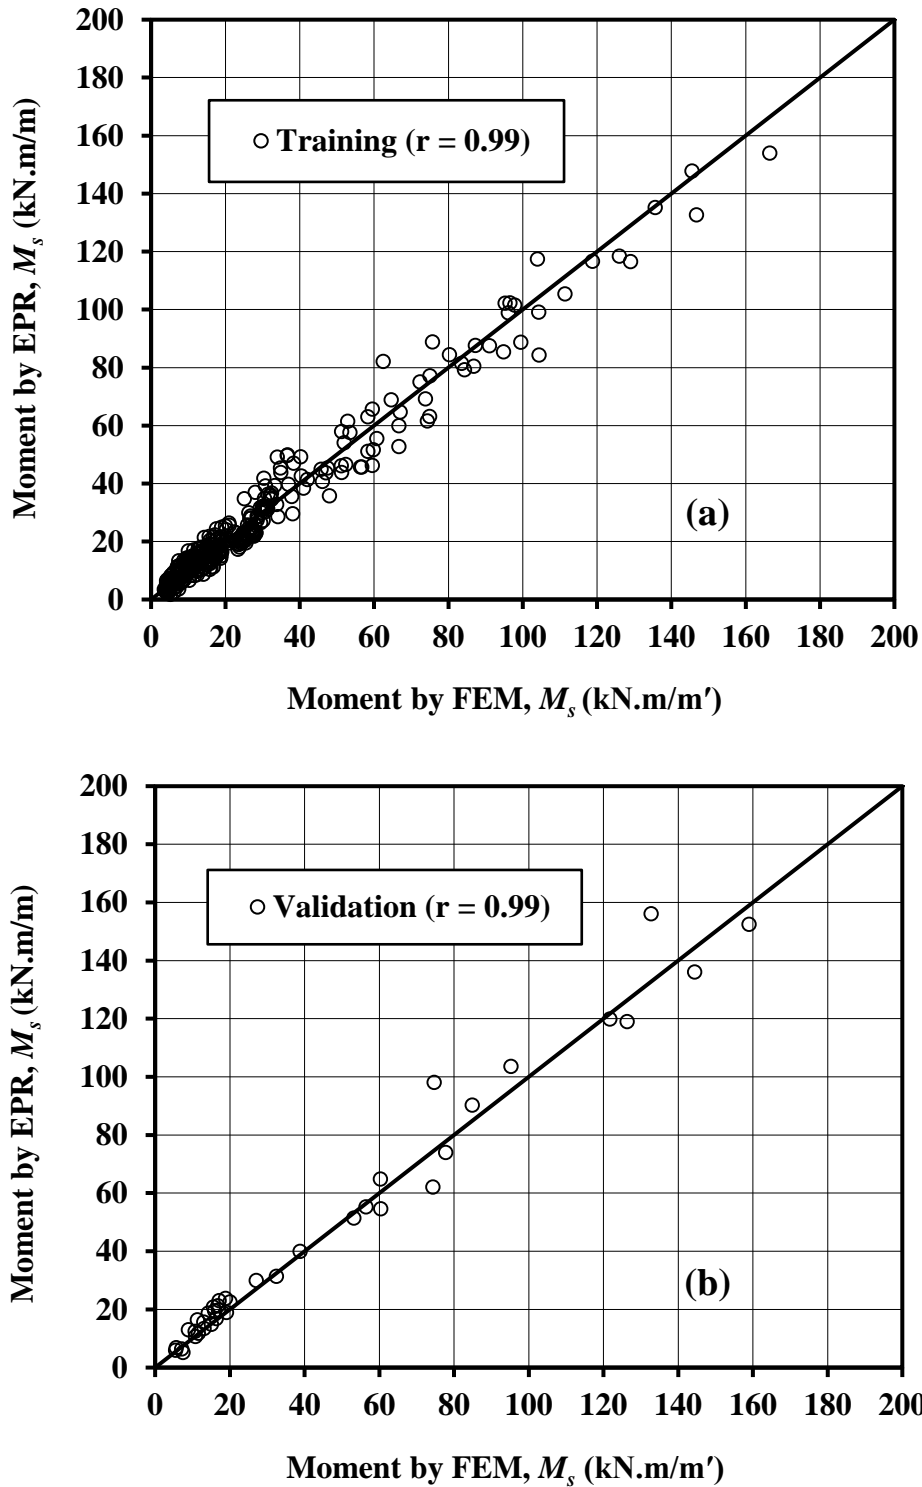 200
180
160
140
120
100
80
60
40
20
0
Moment by EPR, Ms (kN.m/m)
Training (r = 0.99)
(a)
0 20 40 60 80 100 120 140 160 180 200
Moment by FEM, Ms (kN.m/m′)
200
180
160
140
120
100
80
60
40
20
0
Moment by EPR, Ms (kN.m/m)
Validation (r = 0.99)
(b)
0 20 40 60 80 100 120 140 160 180 200
Moment by FEM, Ms (kN.m/m′)